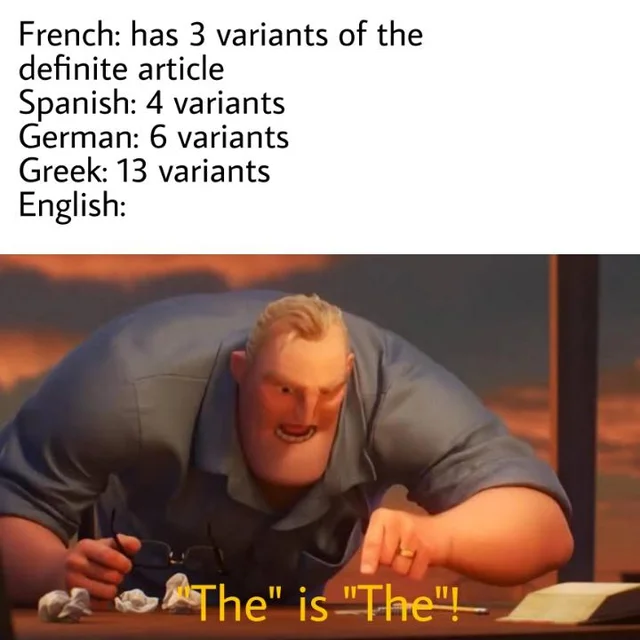 French: has 3 variants of the
definite article
Spanish: 4 variants
German: 6 variants
Greek: 13 variants
English:
"The" is "The"!